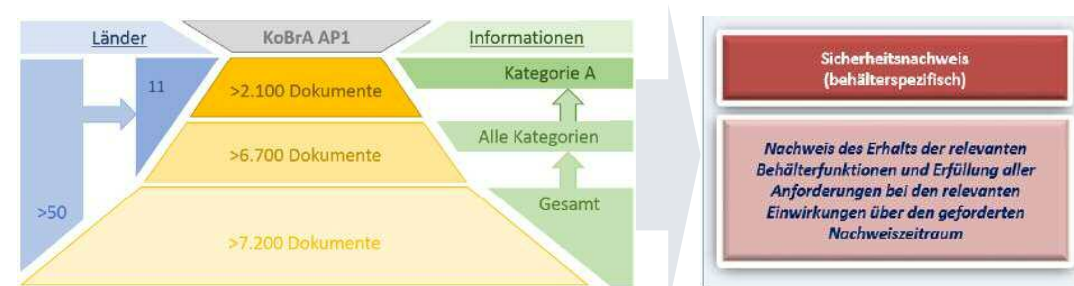 Länder
KoBrA AP1
Informationen
11
>2.100 Dokumente
Kategorie A
>6.700 Dokumente
Alle Kategorien
>50
>7.200 Dokumente
Gesamt
Sicherheitsnachweis
(behälterspezifisch)
Nachweis des Erhalts der relevanten
Behälterfunktionen und Erfüllung aller
Anforderungen bei den relevanten
Einwirkungen über den geforderten
Nachweiszeitraum